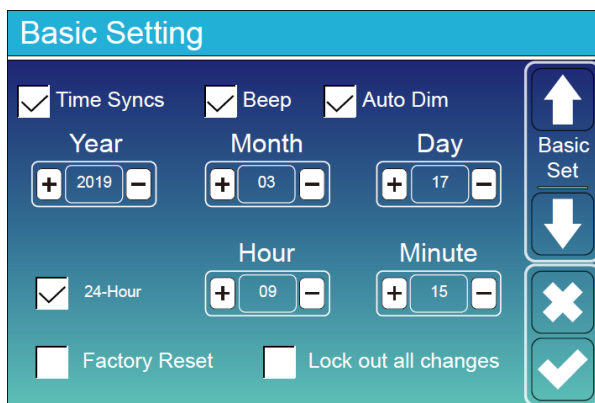 Basic Setting
Time Syncs Beep Auto Dim
Year Month Day
+ 2019 − + 03 − + 17 −
Basic
Set
Hour Minute
24-Hour + 09 − + 15 −
Factory Reset Lock out all changes